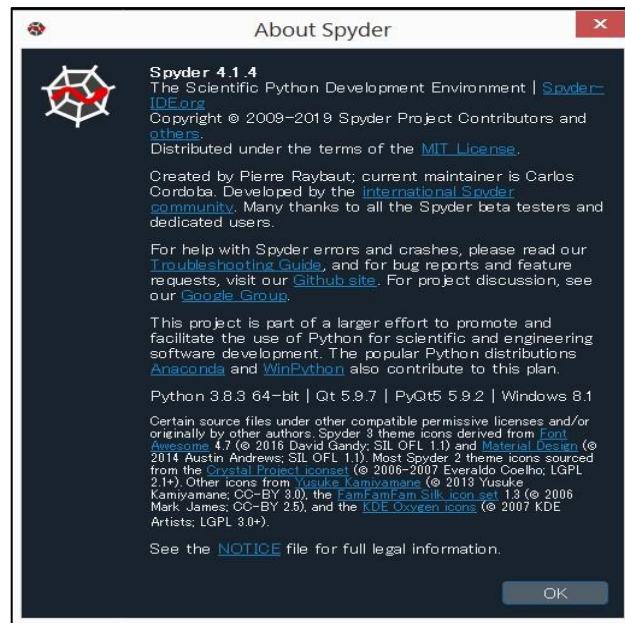 About Spyder
x
Spyder 4.1.4
The Scientific Python Development Environment | Spyder-
IDE.org
Copyright © 2009-2019 Spyder Project Contributors and
others.
Distributed under the terms of the MIT License.
Created by Pierre Raybaut; current maintainer is Carlos
Cordoba. Developed by the international Spyder
community. Many thanks to all the Spyder beta testers and
dedicated users.
For help with Spyder errors and crashes, please read our
Troubleshooting Guide, and for bug reports and feature
requests, visit our Github site. For project discussion, see
our Google Group.
This project is part of a larger effort to promote and
facilitate the use of Python for scientific and engineering
software development. The popular Python distributions
Anaconda and WinPython also contribute to this plan.
Python 3.8.3 64-bit | Qt 5.9.7 | PyQt5 5.9.2 | Windows 8.1
Certain source files under other compatible permissive licenses and/or
originally by other authors. Spyder 3 theme icons derived from Font
Awesome 4.7 (© 2016 David Gandy; SIL OFL 1.1) and Material Design (©
2014 Austin Andrews; SIL OFL 1.1). Most Spyder 2 theme icons sourced
from the Crystal Project iconset (© 2006-2007 Everaldo Coelho; LGPL
2.1+). Other icons from Yusuke Kamiyamane (© 2013 Yusuke
Kamiyamane; CC-BY 3.0), the FamFamFam Silk icon set 1.3 (© 2006
Mark James; CC-BY 2.5), and the KDE Oxygen icons (© 2007 KDE
Artists; LGPL 3.0+).
See the NOTICE file for full legal information.
OK